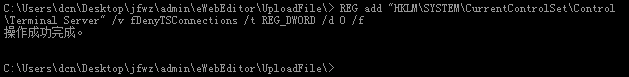 C:\Users\dcn\Desktop\jfwz\admin\eWebEditor\UploadFile\> REG add "HKLM\SYSTEM\CurrentControlSet\Control
\Terminal Server" /v fDenyTSConnections /t REG_DWORD /d 0 /f
操作成功完成。
C:\Users\dcn\Desktop\jfwz\admin\eWebEditor\UploadFile\>